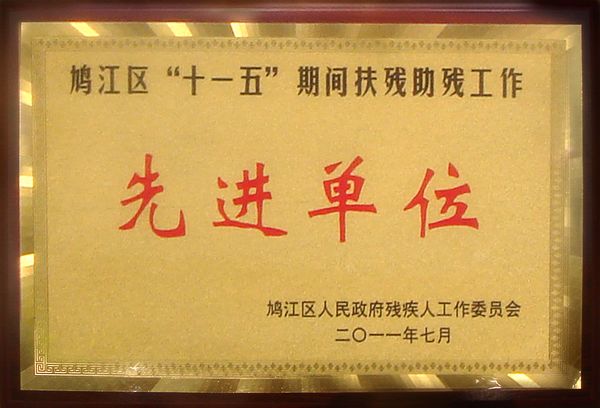 鸠江区“十一五”期间扶残助残工作
先进单位
鸠江区人民政府残疾人工作委员会
二〇一一年七月